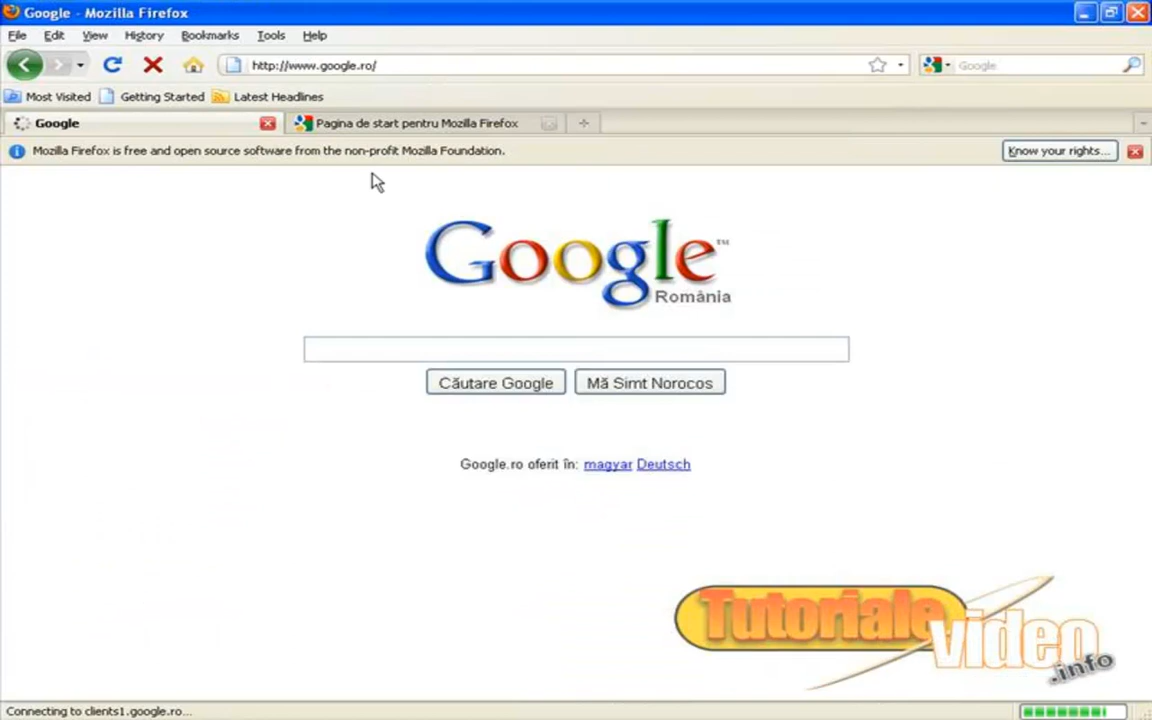 Google - Mozilla Firefox
File Edit View History Bookmarks Tools Help
http://www.google.ro/ Google
Most Visited Getting Started Latest Headlines
Google Pagina de start pentru Mozilla Firefox
Mozilla Firefox is free and open source software from the non-profit Mozilla Foundation. Know your rights...
Google™
România
Căutare Google Mă Simt Norocos
Google.ro oferit în: magyar Deutsch
Tutoriale
video
.info
Connecting to clients1.google.ro...